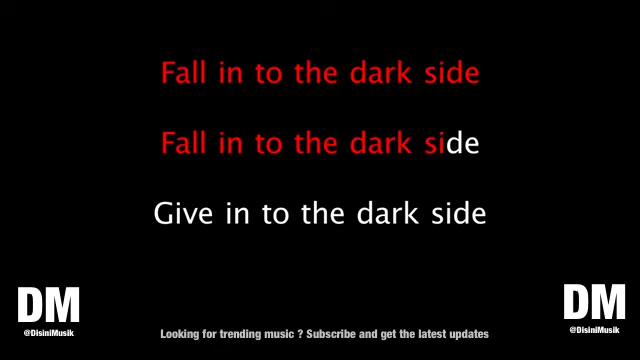 Fall in to the dark side
Fall in to the dark side
Give in to the dark side
DM
@DisiniMusik
DM
@DisiniMusik
Looking for trending music ? Subscribe and get the latest updates